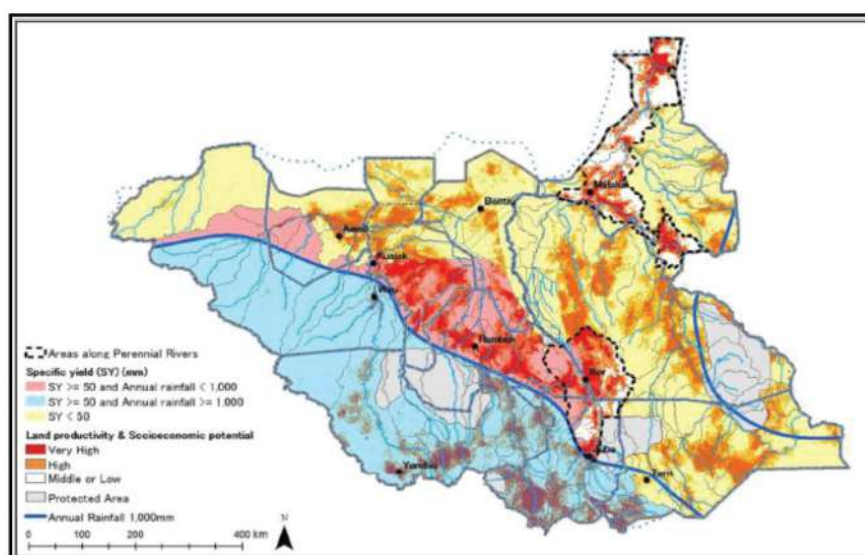 Malakal
Bentiu
Aweil
Kuajok
Wau
Rumbek
Bor
Juba
Yambio
Torit
Areas along Perennial Rivers
Specific yield (SY) (mm)
SY >= 50 and Annual rainfall < 1,000
SY >= 50 and Annual rainfall >= 1,000
SY < 50
Land productivity & Socioeconomic potential
Very High
High
Middle or Low
Protected Area
Annual Rainfall 1,000mm
N
0 100 200 400 km